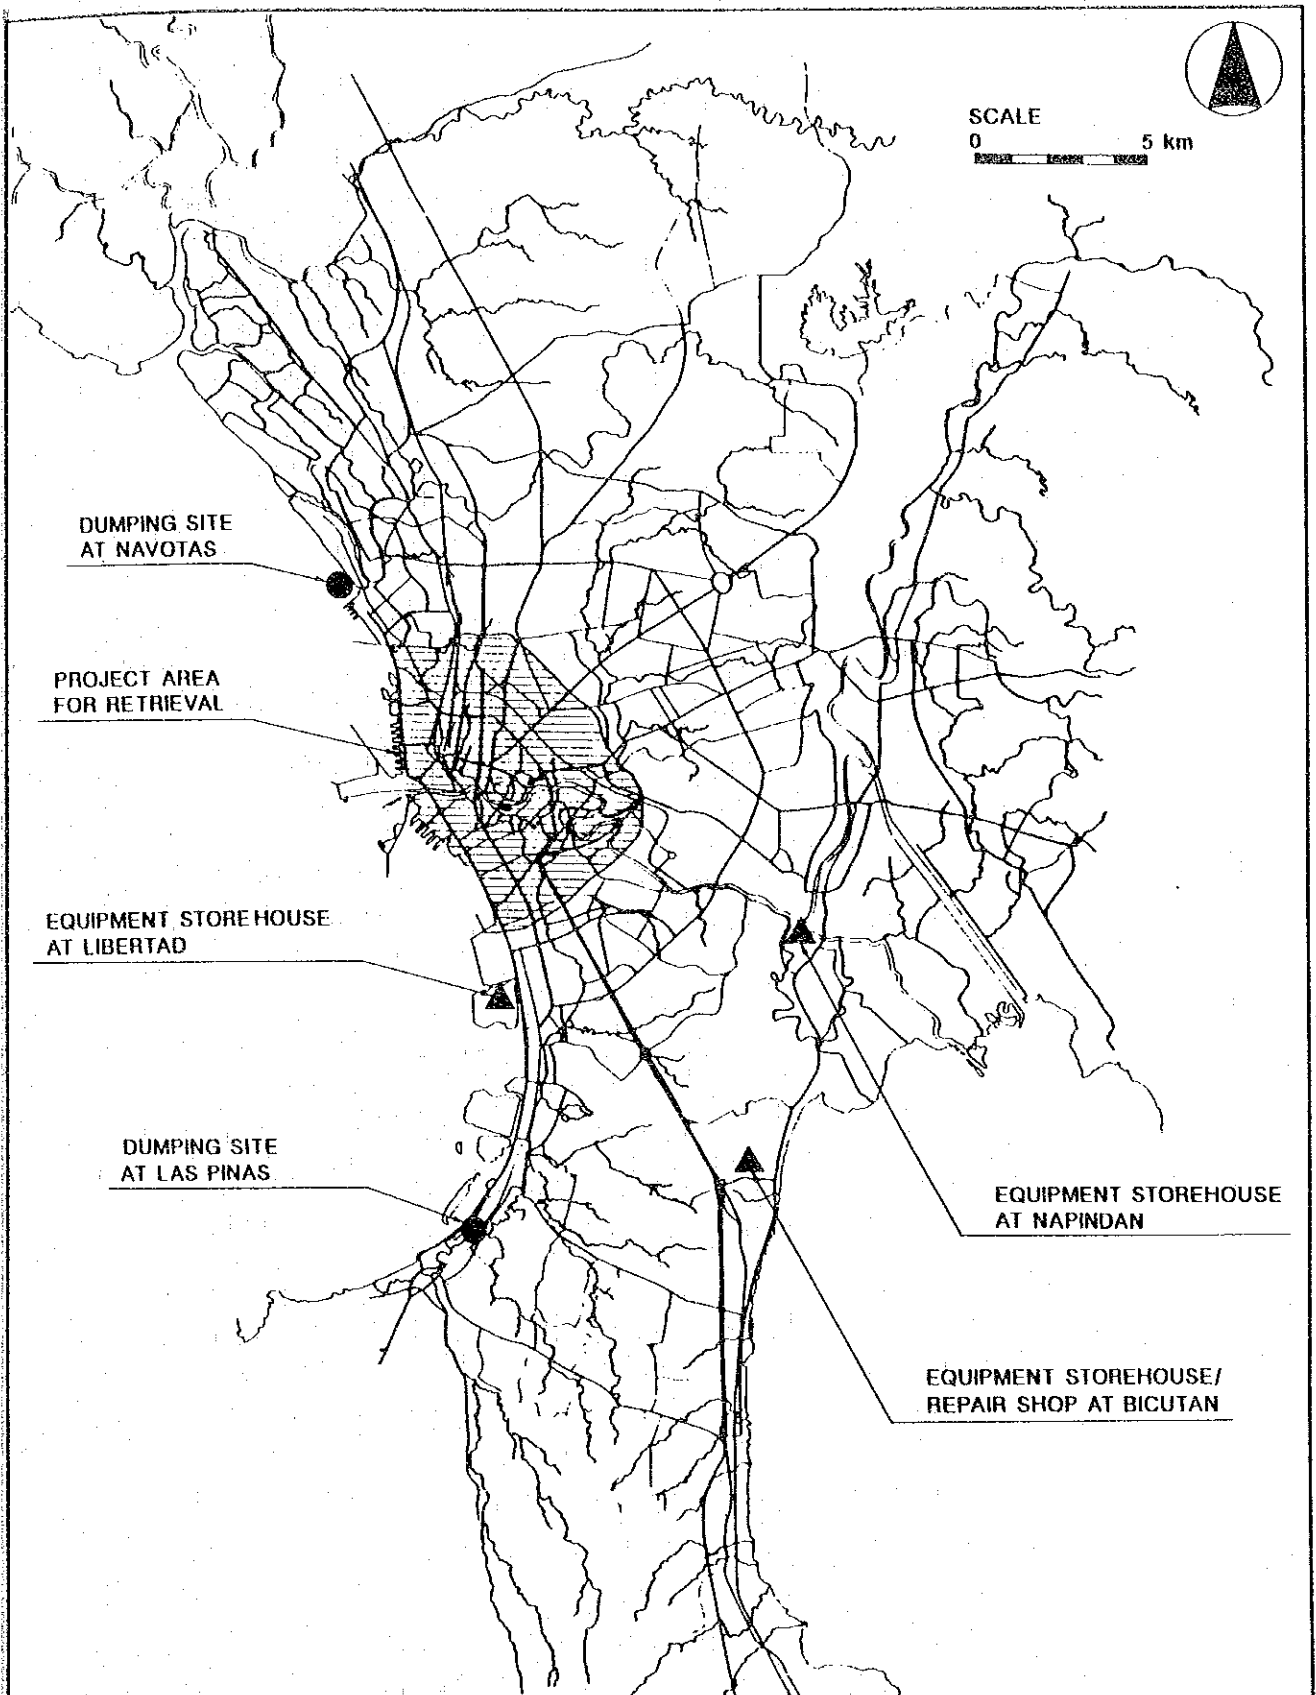 SCALE
0 5 km
DUMPING SITE
AT NAVOTAS
PROJECT AREA
FOR RETRIEVAL
EQUIPMENT STOREHOUSE
AT LIBERTAD
DUMPING SITE
AT LAS PINAS
EQUIPMENT STOREHOUSE
AT NAPINDAN
EQUIPMENT STOREHOUSE/
REPAIR SHOP AT BICUTAN